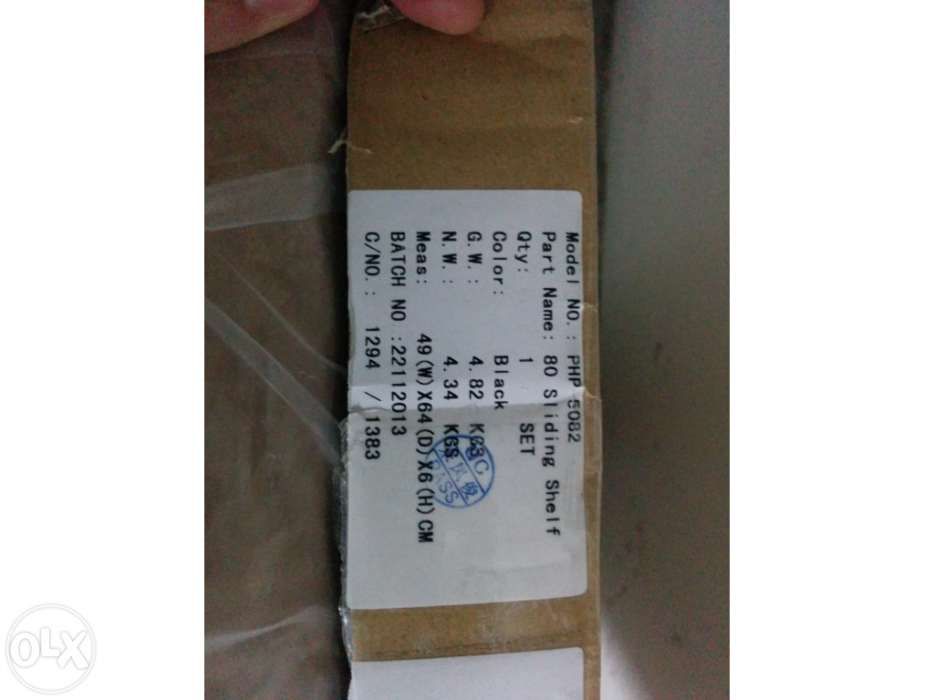 Model NO.: PHP 5082
Part Name: 80 Sliding Shelf
Qty: 1 SET
Color: Black
G.W.: 4.82 KGS
N.W.: 4.34 KGS
Meas: 49(W)X64(D)X6(H)CM
BATCH NO.:22112013
C/NO.: 1294 /1383
QC
PASS
OLX